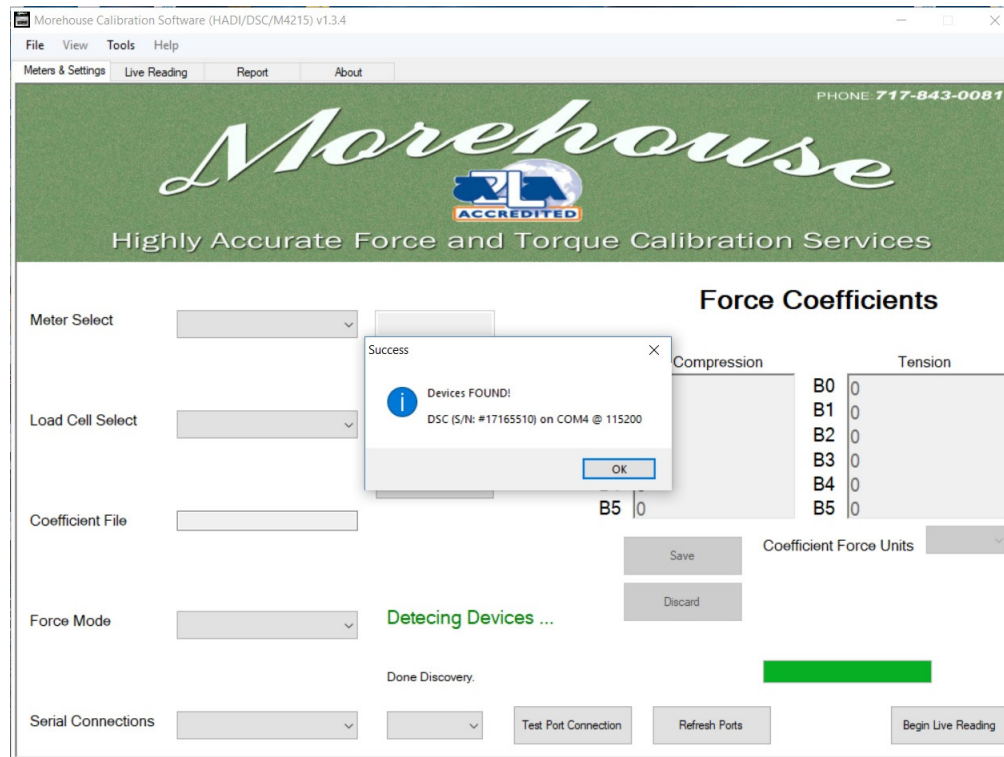 Morehouse Calibration Software (HADI/DSC/M4215) v1.3.4
File View Tools Help
Meters & Settings Live Reading Report About
PHONE: 717-843-0081
Morehouse
A2LA
ACCREDITED
Highly Accurate Force and Torque Calibration Services
Force Coefficients
Meter Select
Success
Compression Tension
Devices FOUND!
DSC (S/N: #17165510) on COM4 @ 115200
OK
B0 0
B1 0
Load Cell Select
B2 0
B3 0
B4 0
B5 0 B5 0
Coefficient File
Coefficient Force Units
Save
Discard
Force Mode
Detecing Devices ...
Done Discovery.
Serial Connections
Test Port Connection
Refresh Ports
Begin Live Reading